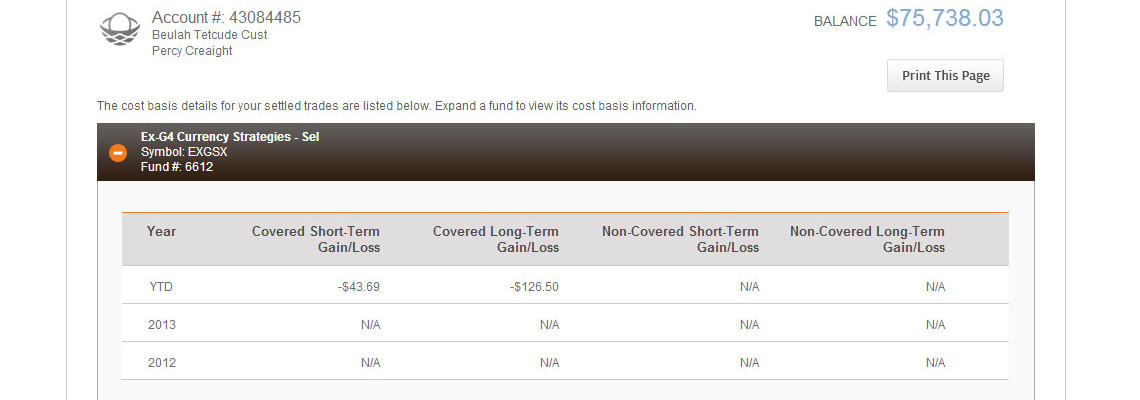 Account #: 43084485
Beulah Tetcude Cust
Percy Creaight
BALANCE $75,738.03
Print This Page
The cost basis details for your settled trades are listed below. Expand a fund to view its cost basis information.
Ex-G4 Currency Strategies - Sel
Symbol: EXGSX
Fund #: 6612
Year Covered Short-Term Gain/Loss Covered Long-Term Gain/Loss Non-Covered Short-Term Gain/Loss Non-Covered Long-Term Gain/Loss
YTD -$43.69 -$126.50 N/A N/A
2013 N/A N/A N/A N/A
2012 N/A N/A N/A N/A